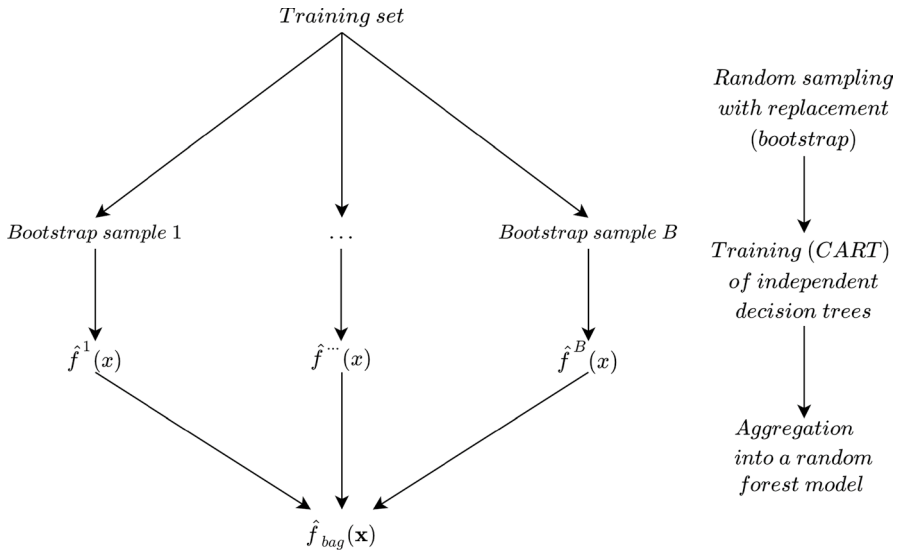 Training set
Random sampling
with replacement
(bootstrap)
Bootstrap sample 1
...
Bootstrap sample B
Training (CART)
of independent
decision trees
f̂¹(x)
f̂^{...}(x)
f̂ᴮ(x)
Aggregation
into a random
forest model
f̂_{bag}(𝐱)